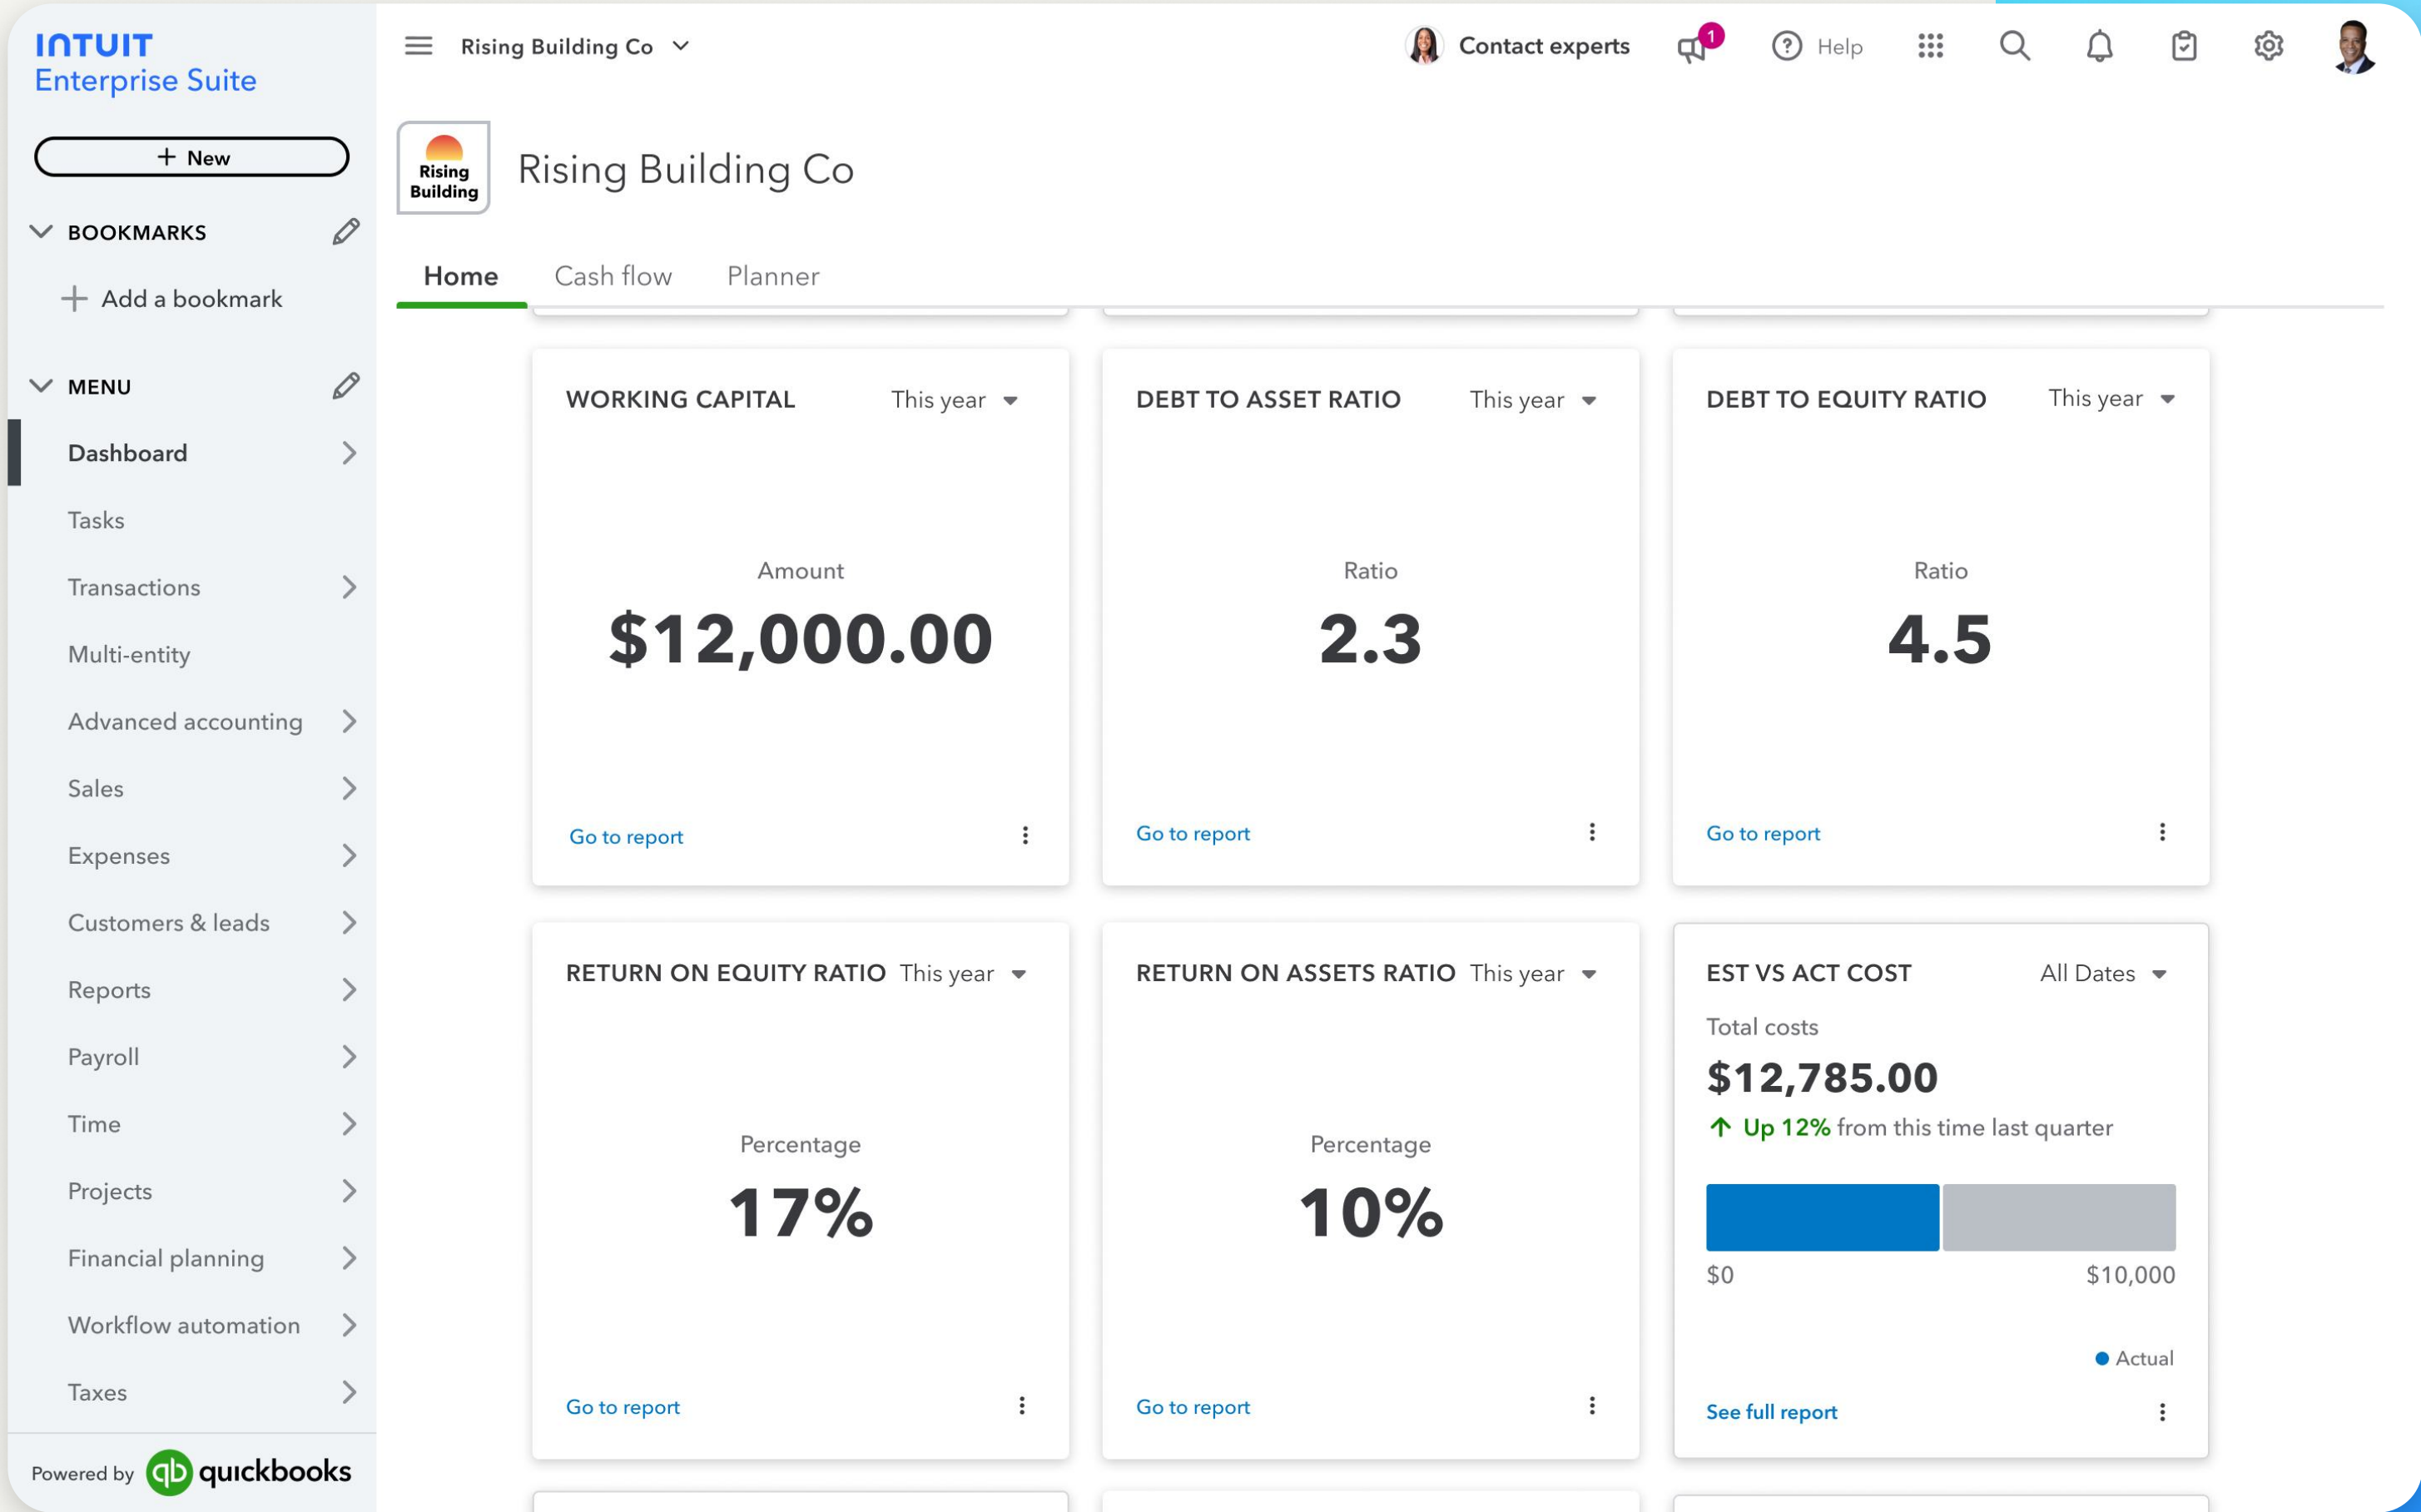 INTUIT
Enterprise Suite
New
BOOKMARKS
Add a bookmark
MENU
Dashboard
Tasks
Transactions
Multi-entity
Advanced accounting
Sales
Expenses
Customers & leads
Reports
Payroll
Time
Projects
Financial planning
Workflow automation
Taxes
Powered by qb quickbooks
Rising Building Co
Contact experts
1
? Help
Rising
Building
Rising Building Co
Home Cash flow Planner
WORKING CAPITAL This year
Amount
$12,000.00
Go to report
DEBT TO ASSET RATIO This year
Ratio
2.3
Go to report
DEBT TO EQUITY RATIO This year
Ratio
4.5
Go to report
RETURN ON EQUITY RATIO This year
Percentage
17%
Go to report
RETURN ON ASSETS RATIO This year
Percentage
10%
Go to report
EST VS ACT COST All Dates
Total costs
$12,785.00
Up 12% from this time last quarter
$0 $10,000
Actual
See full report